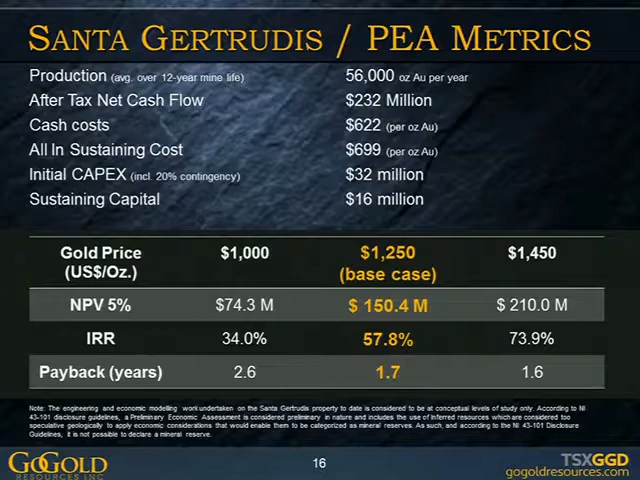 SANTA GERTRUDIS / PEA METRICS
Production (avg. over 12-year mine life) 56,000 oz Au per year
After Tax Net Cash Flow $232 Million
Cash costs $622 (per oz Au)
All In Sustaining Cost $699 (per oz Au)
Initial CAPEX (incl. 20% contingency) $32 million
Sustaining Capital $16 million
Gold Price (US$/Oz.) $1,000 $1,250 (base case) $1,450
NPV 5% $74.3 M $ 150.4 M $ 210.0 M
IRR 34.0% 57.8% 73.9%
Payback (years) 2.6 1.7 1.6
Note: The engineering and economic modelling work undertaken on the Santa Gertrudis property to date is considered to be at conceptual levels of study only. According to NI
43-101 disclosure guidelines, a Preliminary Economic Assessment is considered preliminary in nature and includes the use of inferred resources which are considered too
speculative geologically to apply economic considerations that would enable them to be categorized as mineral reserves. As such, and according to the NI 43-101 Disclosure
Guidelines, it is not possible to declare a mineral reserve.
GOGOLD
RESOURCES INC
16
TSXGGD
gogoldresources.com